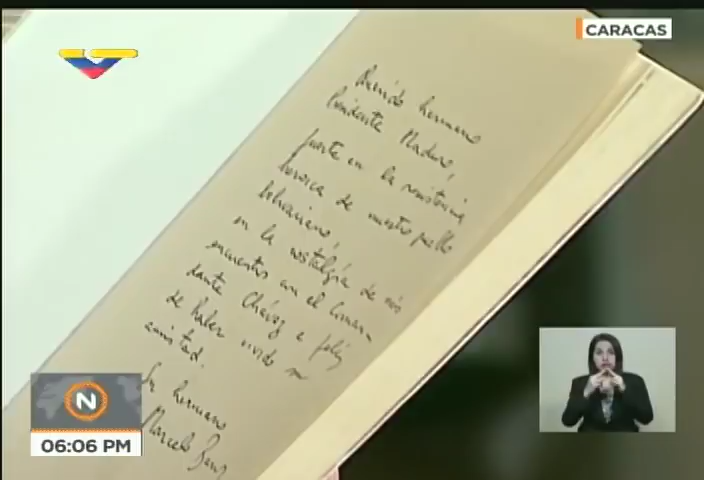 CARACAS
Querido hermano
Presidente Maduro,
fuerte en la resistencia
heroica de nuestro pueblo
bolivariano,
en la nostalgia de mis
encuentros con el Coman
dante Chávez e feliz
de haber vivido su
amistad.
Su hermano
Marcelo
N
06:06 PM